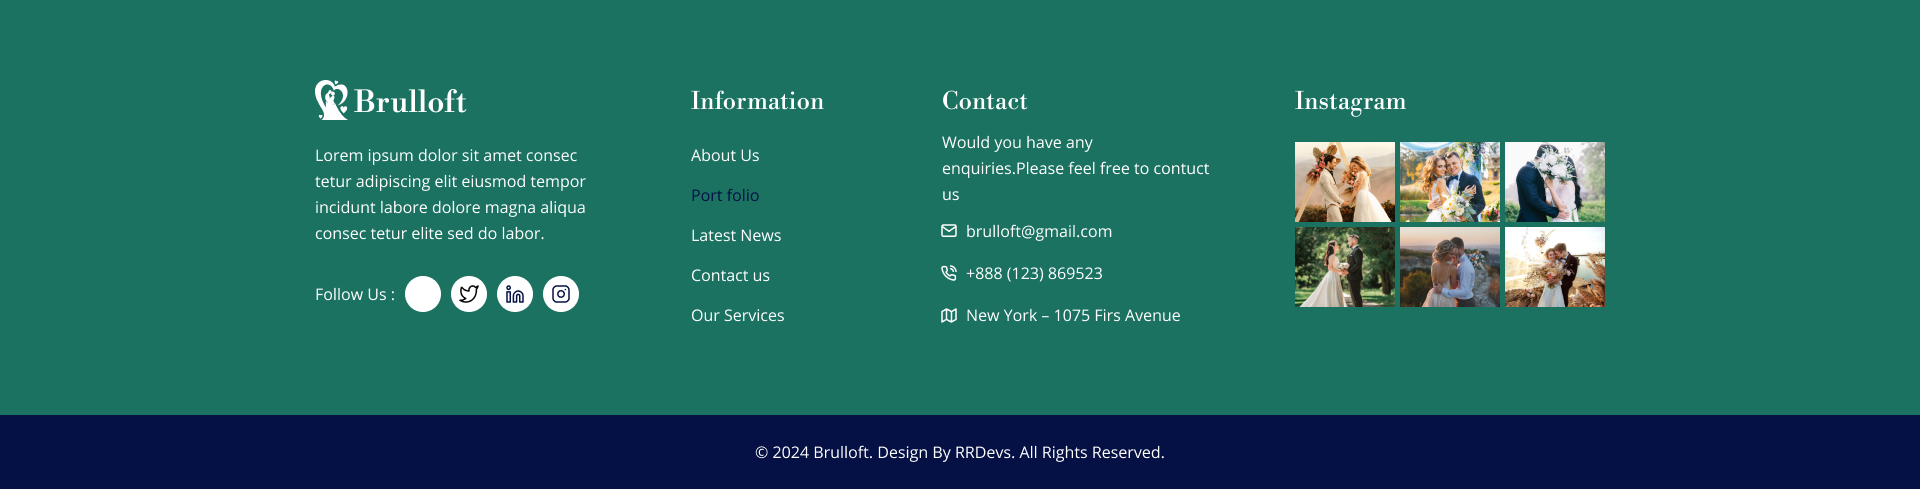 Brulloft
Lorem ipsum dolor sit amet consec
tetur adipiscing elit eiusmod tempor
incidunt labore dolore magna aliqua
consec tetur elite sed do labor.
Follow Us :
Information
About Us
Port folio
Latest News
Contact us
Our Services
Contact
Would you have any
enquiries.Please feel free to contuct
us
brulloft@gmail.com
+888 (123) 869523
New York – 1075 Firs Avenue
Instagram
© 2024 Brulloft. Design By RRDevs. All Rights Reserved.